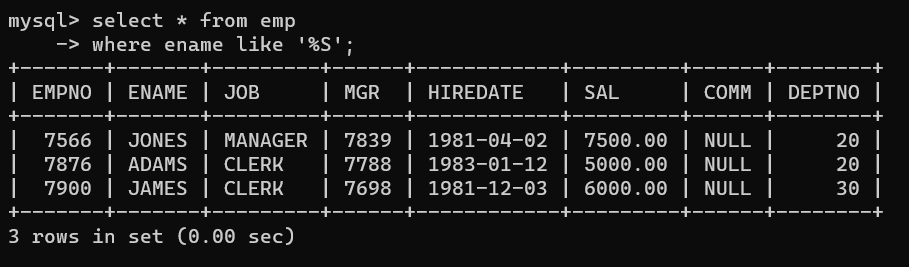 mysql> select * from emp
    -> where ename like '%S';
+-------+-------+---------+------+------------+---------+------+--------+
| EMPNO | ENAME | JOB     | MGR  | HIREDATE   | SAL     | COMM | DEPTNO |
+-------+-------+---------+------+------------+---------+------+--------+
|  7566 | JONES | MANAGER | 7839 | 1981-04-02 | 7500.00 | NULL |     20 |
|  7876 | ADAMS | CLERK   | 7788 | 1983-01-12 | 5000.00 | NULL |     20 |
|  7900 | JAMES | CLERK   | 7698 | 1981-12-03 | 6000.00 | NULL |     30 |
+-------+-------+---------+------+------------+---------+------+--------+
3 rows in set (0.00 sec)